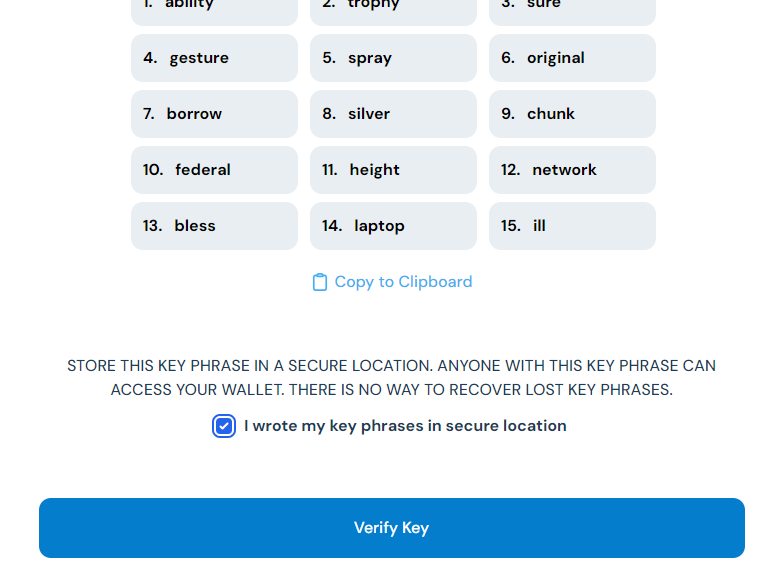 1. ability 2. trophy 3. sure
4. gesture 5. spray 6. original
7. borrow 8. silver 9. chunk
10. federal 11. height 12. network
13. bless 14. laptop 15. ill
Copy to Clipboard
STORE THIS KEY PHRASE IN A SECURE LOCATION. ANYONE WITH THIS KEY PHRASE CAN
ACCESS YOUR WALLET. THERE IS NO WAY TO RECOVER LOST KEY PHRASES.
I wrote my key phrases in secure location
Verify Key